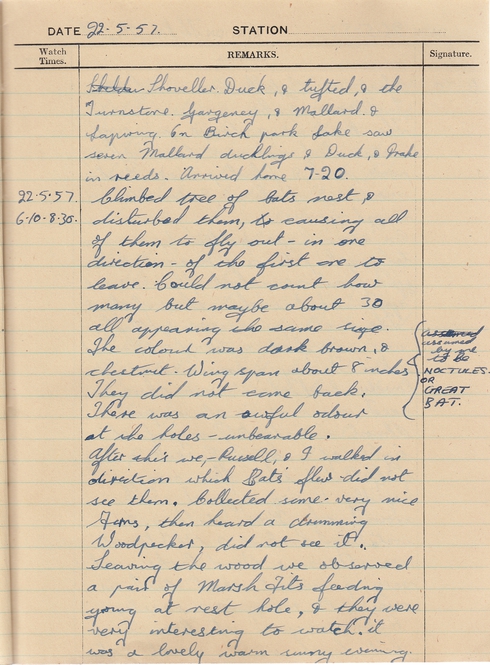 DATE 22-5-57. STATION
Watch Times. REMARKS. Signature.
Shoveller. Duck, & tufted, & the
Turnstone. Gargeney, & Mallard. &
Lapwing. On Birch park Lake saw
seven Mallard ducklings & Duck, & Drake
in reeds. Arrived home 7-20.
22-5-57. Climbed tree of Bats nest, &
6-10-8-30. disturbed them, to causing all
of them to fly out - in one
direction - of the first one to
leave. Could not count how
many but maybe about 30
all appearing the same size.
The colour was dark brown, &
chestnut. Wing span about 8 inches
They did not come back.
There was an awful odour
at the holes - unbearable.
assumed
assumed
by me
to be
NOCTULES.
OR
GREAT
BAT.
After this we, - Russell, & I walked in
direction which Bats flew did not
see them. Collected some very nice
Ferns, then heard a drumming
Woodpecker, did not see it.
Leaving the wood we observed
a pair of Marsh Tits feeding
young at nest hole, & they were
very interesting to watch. it
was a lovely warm sunny evening.